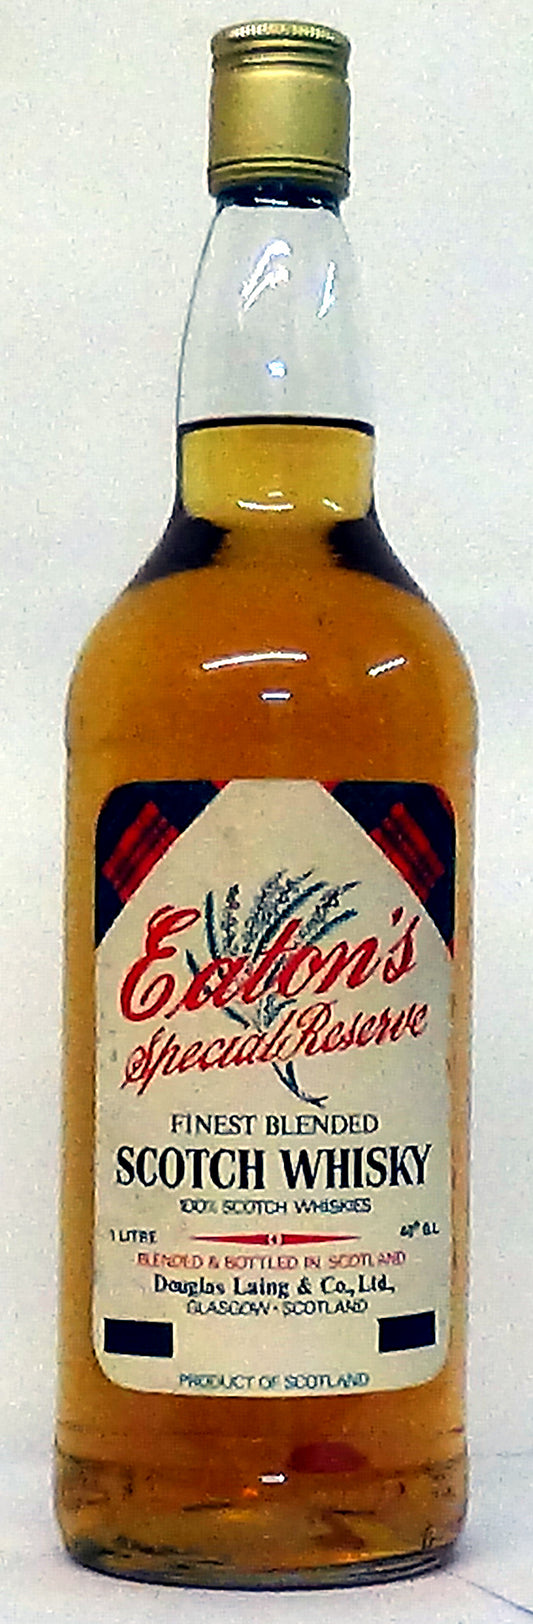 Eaton's
Special Reserve
FINEST BLENDED
SCOTCH WHISKY
100% SCOTCH WHISKIES
1 LITRE
40° G.L.
BLENDED & BOTTLED IN SCOTLAND
Douglas Laing & Co., Ltd.,
GLASGOW · SCOTLAND
PRODUCT OF SCOTLAND